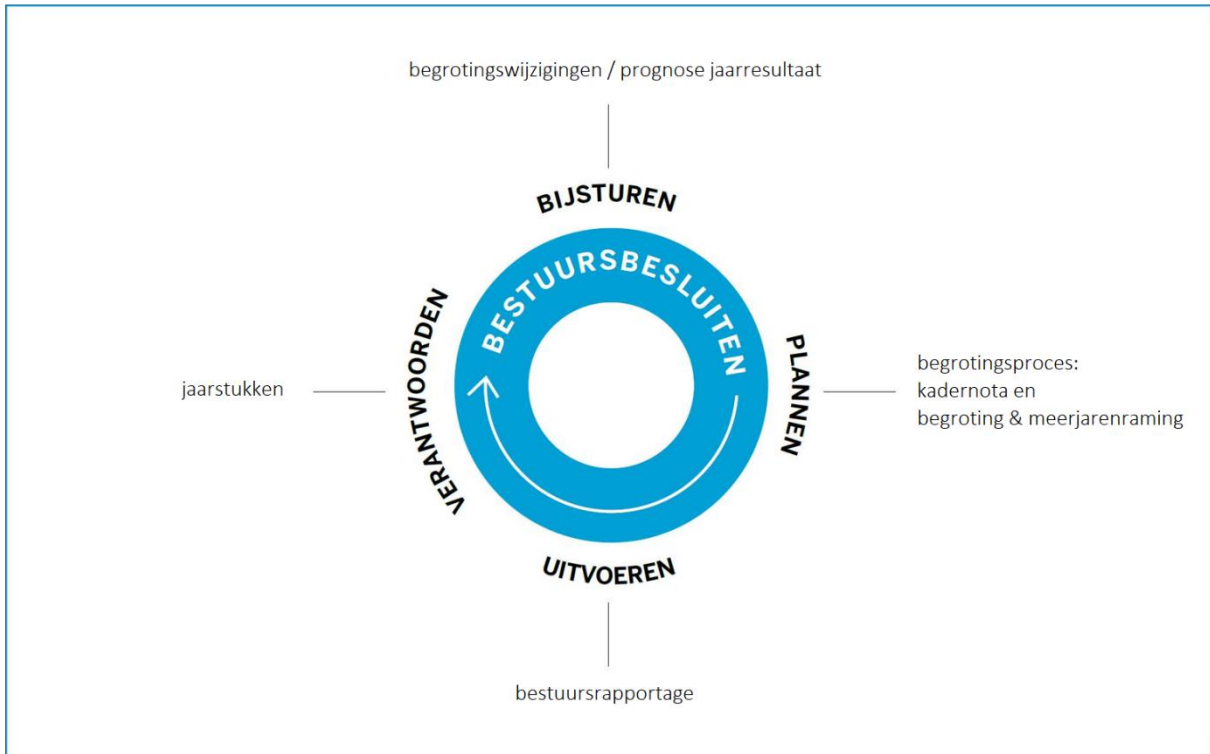 begrotingswijzigingen / prognose jaarresultaat
BIJSTUREN
BESTUURSBESLUITEN
VERANTWOORDEN
jaarstukken
PLANNEN
begrotingsproces:
kadernota en
begroting & meerjarenraming
UITVOEREN
bestuursrapportage